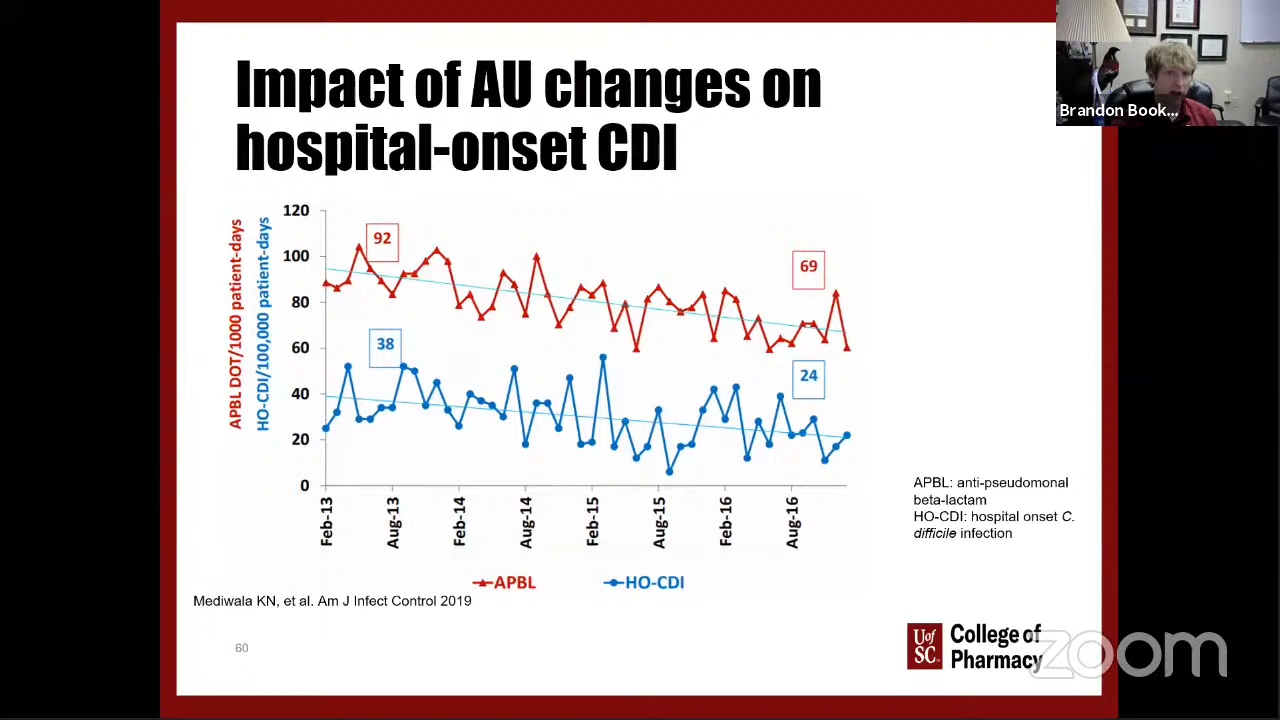 Impact of AU changes on
hospital-onset CDI
Brandon Book...
APBL DOT/1000 patient-days
HO-CDI/100,000 patient-days
120
100
80
60
40
20
0
92
69
38
24
Feb-13
Aug-13
Feb-14
Aug-14
Feb-15
Aug-15
Feb-16
Aug-16
APBL
HO-CDI
APBL: anti-pseudomonal
beta-lactam
HO-CDI: hospital onset C.
difficile infection
Mediwala KN, et al. Am J Infect Control 2019
60
UofSC
College of
Pharmacy
zoom